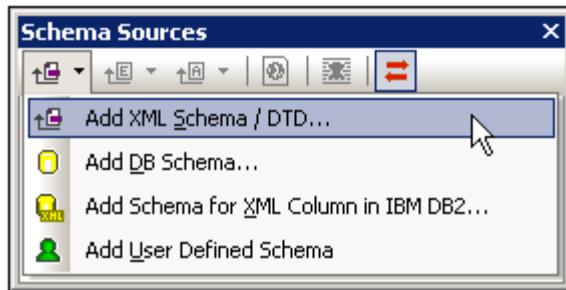 Schema Sources
E
A
Add XML Schema / DTD...
Add DB Schema...
XML
Add Schema for XML Column in IBM DB2...
Add User Defined Schema